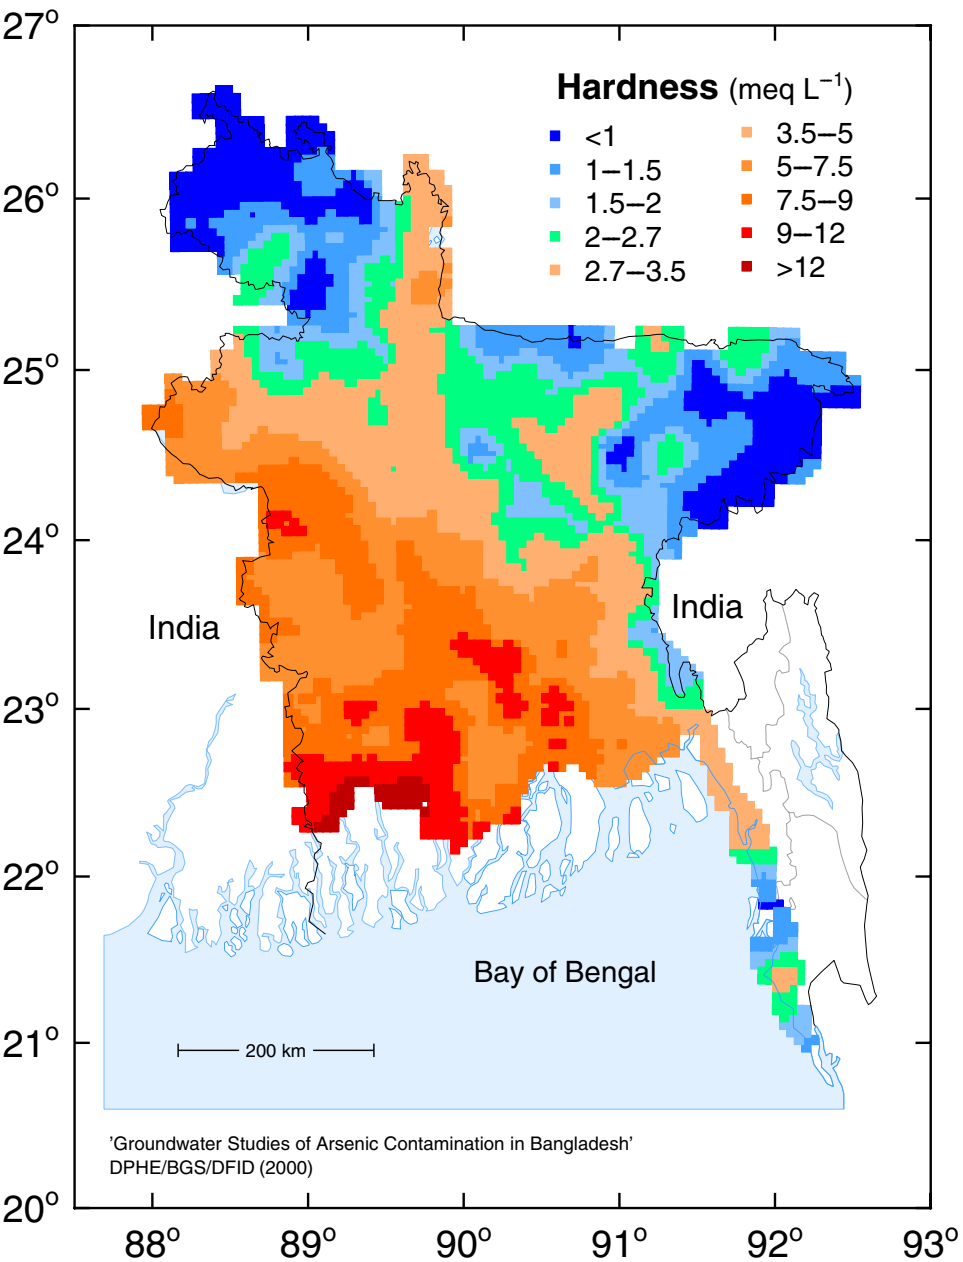 27°
Hardness (meq L⁻¹)
<1
3.5–5
1–1.5
5–7.5
26°
1.5–2
7.5–9
2–2.7
9–12
2.7–3.5
>12
25°
24°
India
India
23°
22°
Bay of Bengal
21°
200 km
'Groundwater Studies of Arsenic Contamination in Bangladesh'
DPHE/BGS/DFID (2000)
20°
88° 89° 90° 91° 92° 93°